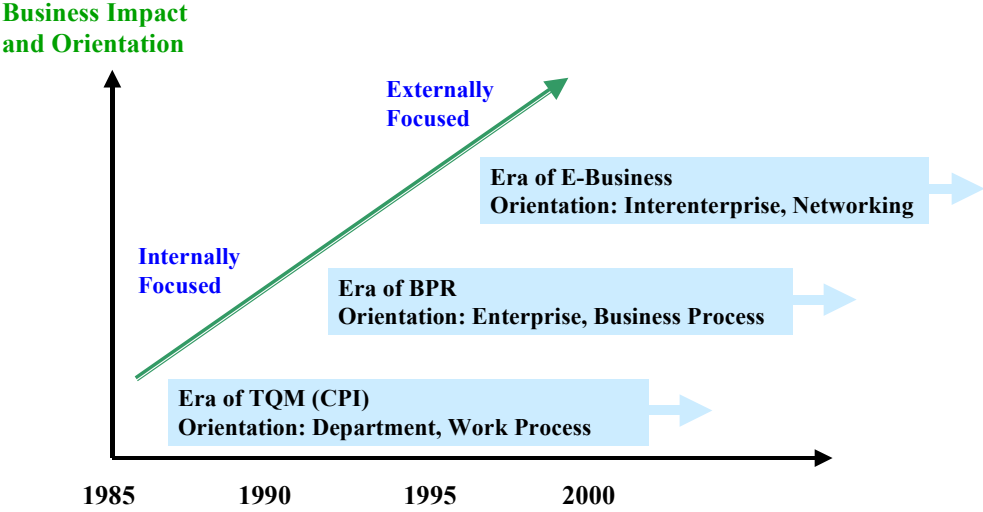 Business Impact
and Orientation
Externally
Focused
Era of E-Business
Orientation: Interenterprise, Networking
Internally
Focused
Era of BPR
Orientation: Enterprise, Business Process
Era of TQM (CPI)
Orientation: Department, Work Process
1985 1990 1995 2000